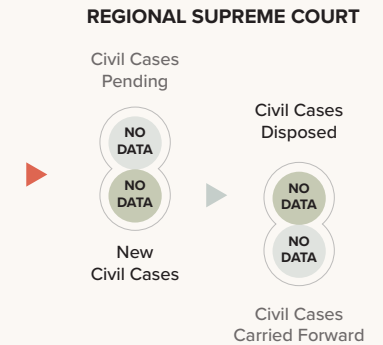 REGIONAL SUPREME COURT
Civil Cases
Pending
NO
DATA
NO
DATA
New
Civil Cases
Civil Cases
Disposed
NO
DATA
NO
DATA
Civil Cases
Carried Forward